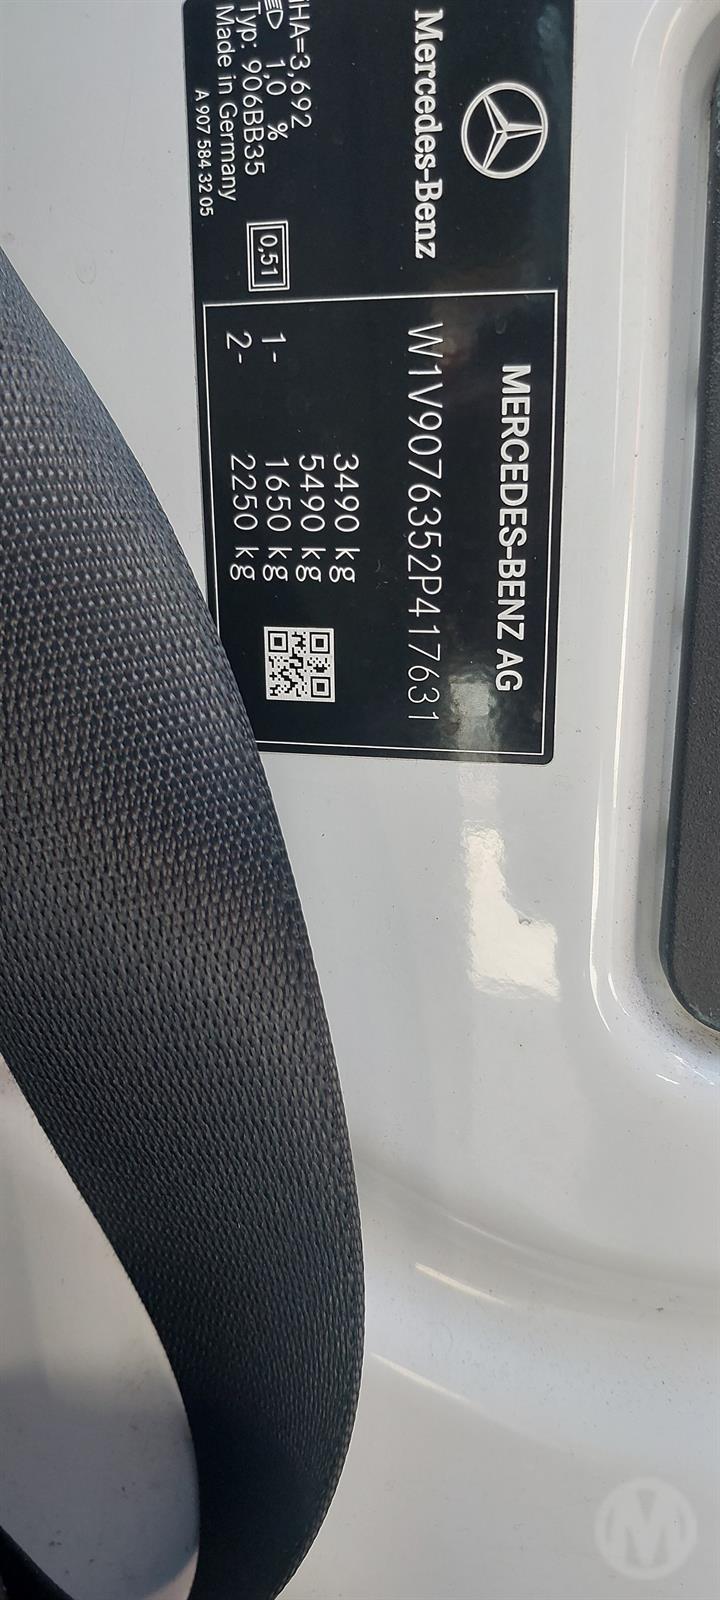 Mercedes-Benz
HA=3,692
1,0 %
Typ: 906BB35
Made in Germany
A 907 584 32 05
0,51
MERCEDES-BENZ AG
W1V9076352P417631
3490 kg
5490 kg
1- 1650 kg
2- 2250 kg
M